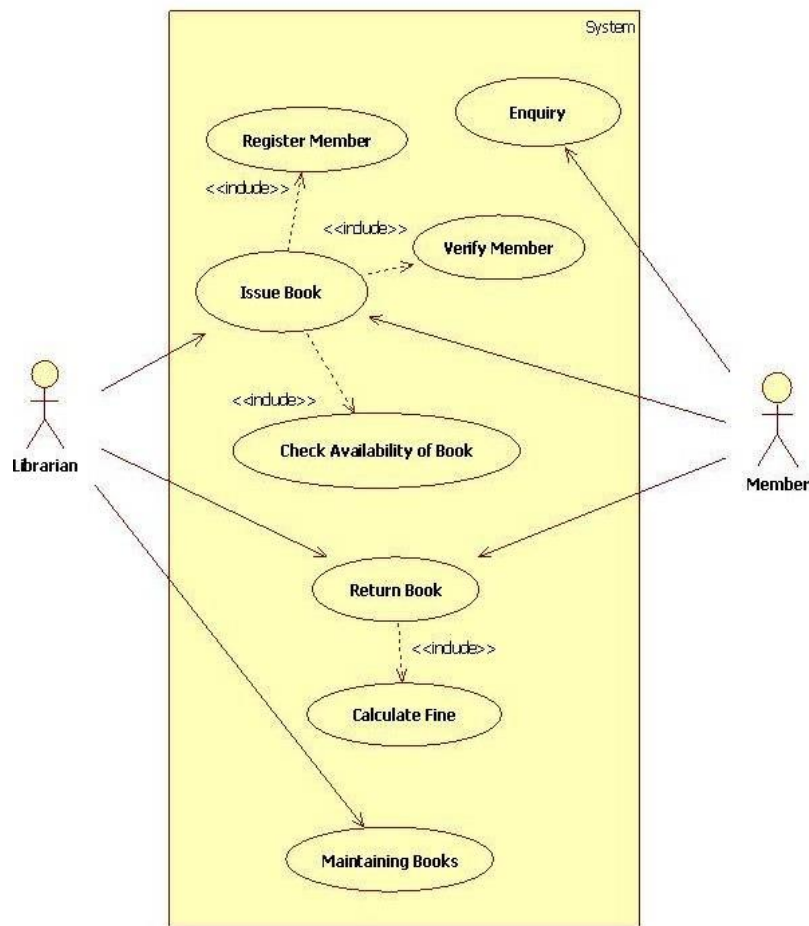 System
Enquiry
Register Member
<<include>>
<<include>>
Verify Member
Issue Book
<<include>>
Check Availability of Book
Librarian
Member
Return Book
<<include>>
Calculate Fine
Maintaining Books